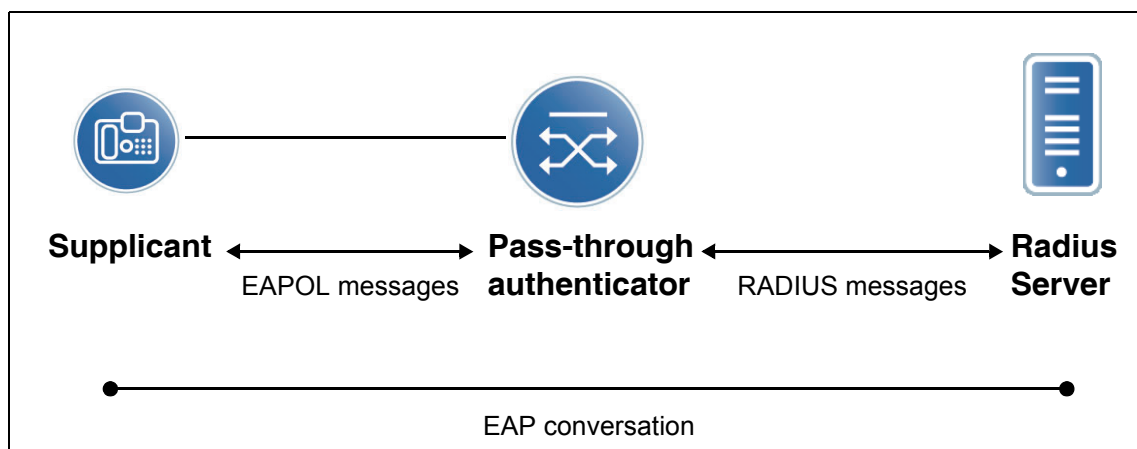 Supplicant
EAPOL messages
Pass-through
authenticator
RADIUS messages
Radius
Server
EAP conversation